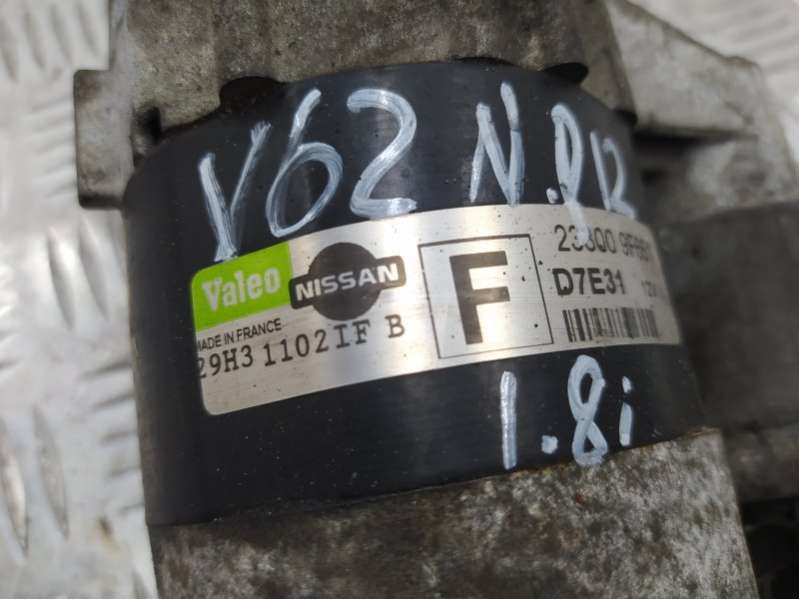 V62 N.P12
Valeo
NISSAN
F
23300
D7E31
MADE IN FRANCE
29H3 1102IF B
1.8i